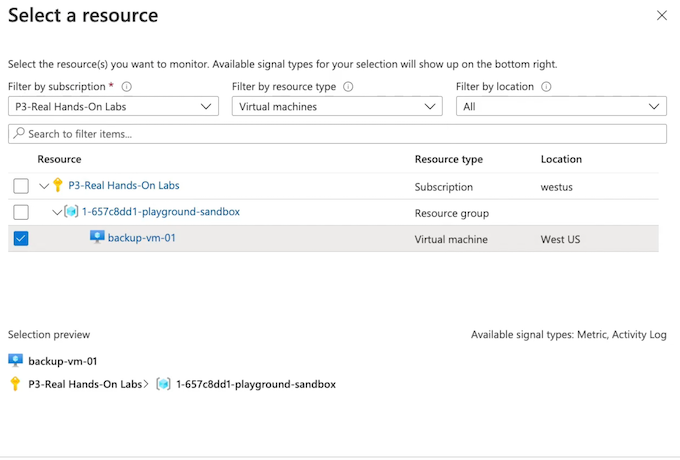 Select a resource
Select the resource(s) you want to monitor. Available signal types for your selection will show up on the bottom right.
Filter by subscription * Filter by resource type Filter by location
P3-Real Hands-On Labs Virtual machines All
Search to filter items...
Resource Resource type Location
P3-Real Hands-On Labs Subscription westus
1-657c8dd1-playground-sandbox Resource group
backup-vm-01 Virtual machine West US
Selection preview Available signal types: Metric, Activity Log
backup-vm-01
P3-Real Hands-On Labs> 1-657c8dd1-playground-sandbox